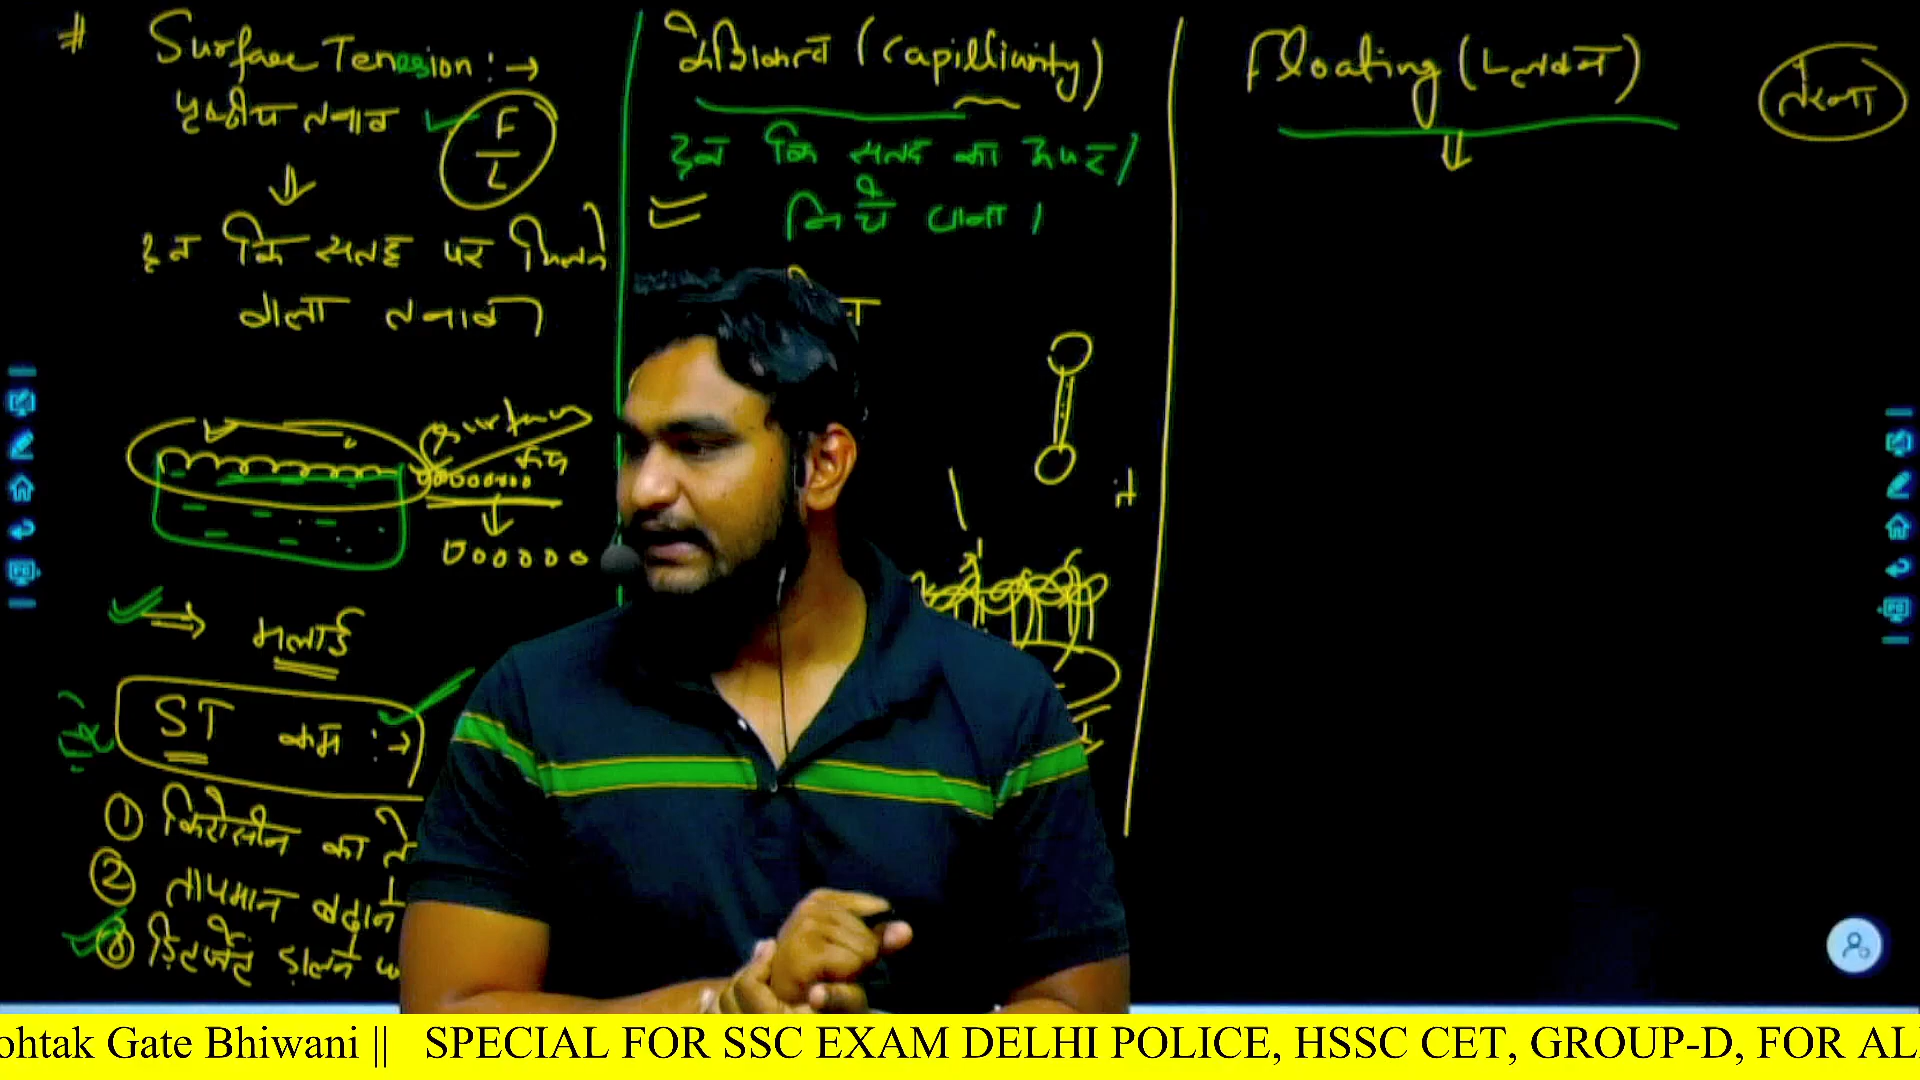 # Surface Tension : →
पृष्ठीय तनाव F/L
द्रव कि सतह पर मिलने
वाला तनाव
surface
मलाई
ST कम :→
① किरोसीन का ते
② तापमान बढ़ाने
डिटर्जेंट डालने
केशिकत्व (Capilliarity)
द्रव कि सतह का ऊपर/
निचे जाना।
Floating (प्लवन)
तैरना
ohtak Gate Bhiwani || SPECIAL FOR SSC EXAM DELHI POLICE, HSSC CET, GROUP-D, FOR AL